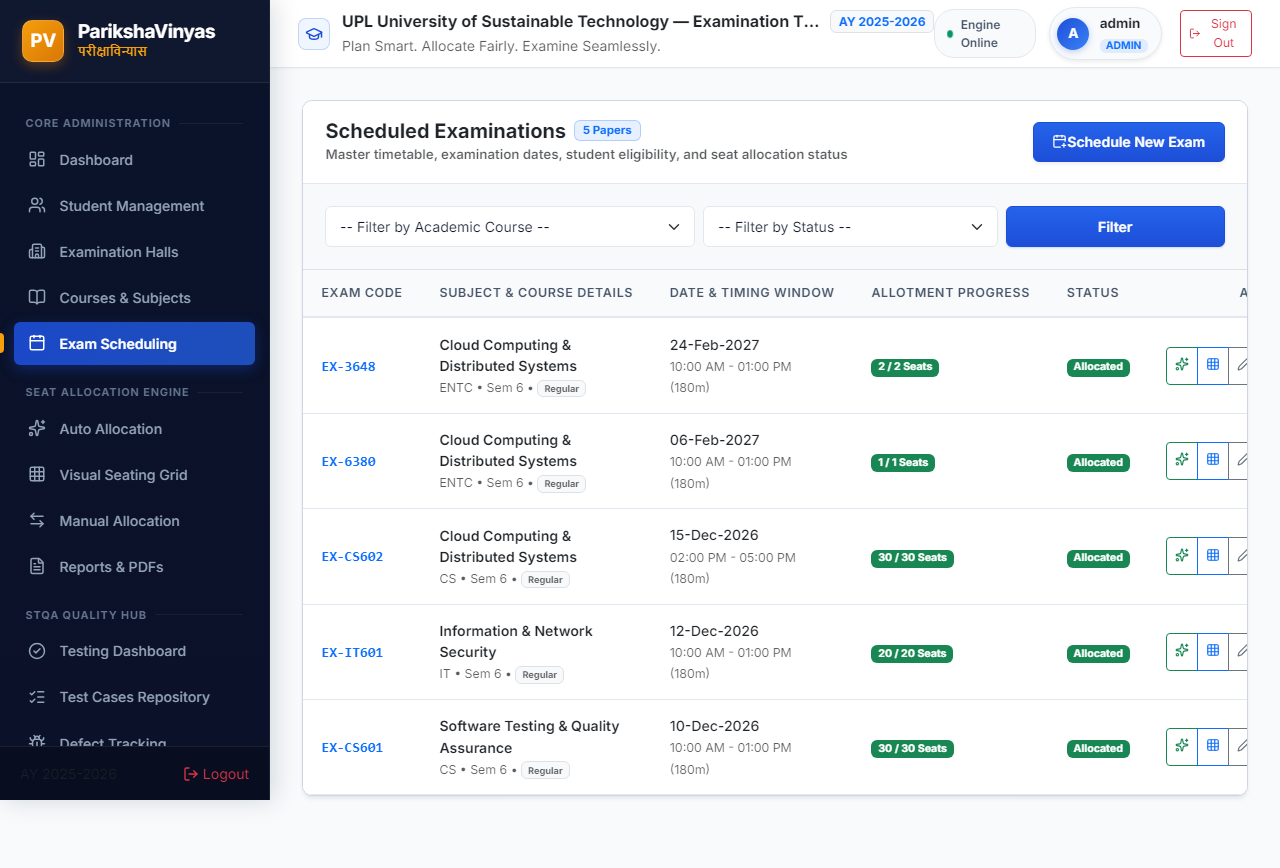 PV
ParikshaVinyas
परीक्षाविन्यास
CORE ADMINISTRATION
Dashboard
Student Management
Examination Halls
Courses & Subjects
Exam Scheduling
SEAT ALLOCATION ENGINE
Auto Allocation
Visual Seating Grid
Manual Allocation
Reports & PDFs
STQA QUALITY HUB
Testing Dashboard
Test Cases Repository
Defect Tracking
AY 2025-2026
Logout
UPL University of Sustainable Technology — Examination T...
AY 2025-2026
Plan Smart. Allocate Fairly. Examine Seamlessly.
Engine
Online
A
admin
ADMIN
Sign
Out
Scheduled Examinations
5 Papers
Master timetable, examination dates, student eligibility, and seat allocation status
Schedule New Exam
-- Filter by Academic Course --
-- Filter by Status --
Filter
EXAM CODE SUBJECT & COURSE DETAILS DATE & TIMING WINDOW ALLOTMENT PROGRESS STATUS A
EX-3648
Cloud Computing &
Distributed Systems
ENTC • Sem 6 • Regular
24-Feb-2027
10:00 AM - 01:00 PM
(180m)
2 / 2 Seats
Allocated
EX-6380
Cloud Computing &
Distributed Systems
ENTC • Sem 6 • Regular
06-Feb-2027
10:00 AM - 01:00 PM
(180m)
1 / 1 Seats
Allocated
EX-CS602
Cloud Computing &
Distributed Systems
CS • Sem 6 • Regular
15-Dec-2026
02:00 PM - 05:00 PM
(180m)
30 / 30 Seats
Allocated
EX-IT601
Information & Network
Security
IT • Sem 6 • Regular
12-Dec-2026
10:00 AM - 01:00 PM
(180m)
20 / 20 Seats
Allocated
EX-CS601
Software Testing & Quality
Assurance
CS • Sem 6 • Regular
10-Dec-2026
10:00 AM - 01:00 PM
(180m)
30 / 30 Seats
Allocated